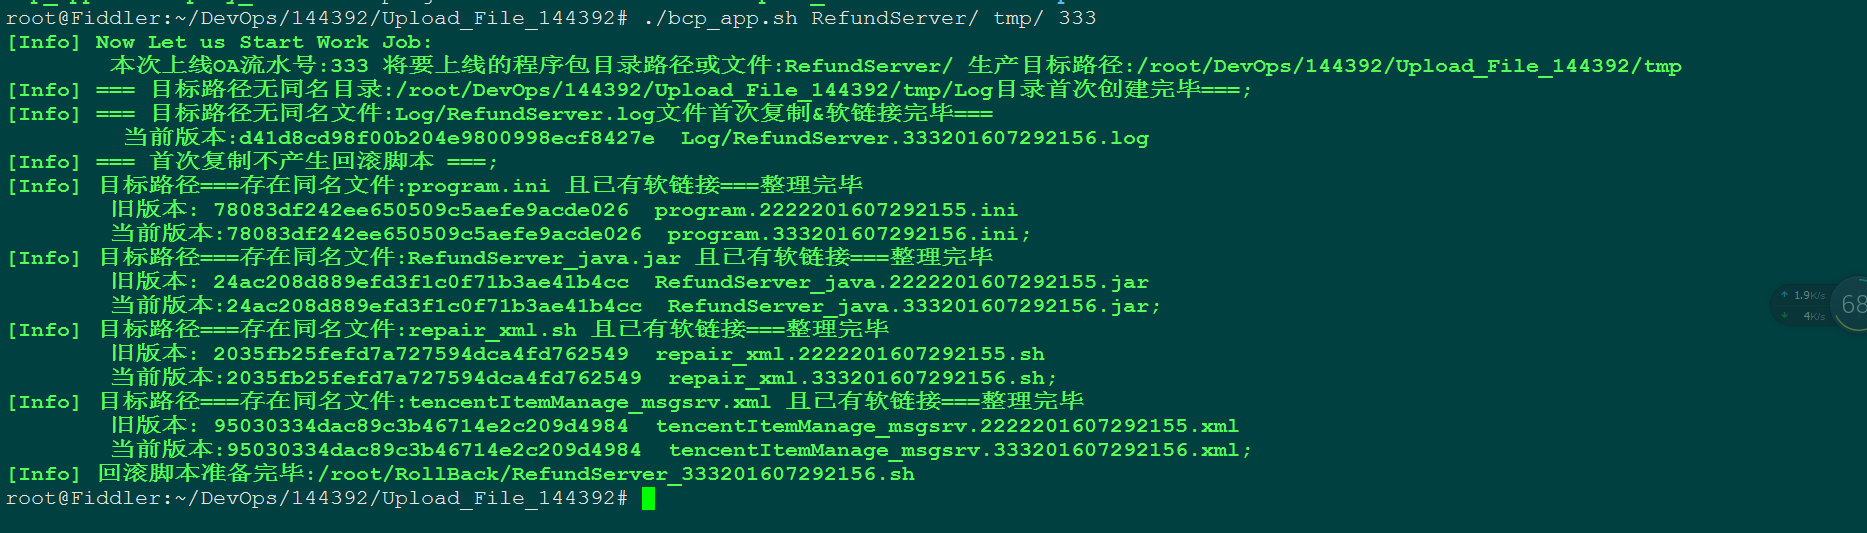 root@Fiddler:~/DevOps/144392/Upload_File_144392# ./bcp_app.sh RefundServer/ tmp/ 333
[Info] Now Let us Start Work Job:
本次上线OA流水号:333 将要上线的程序包目录路径或文件:RefundServer/ 生产目标路径:/root/DevOps/144392/Upload_File_144392/tmp
[Info] === 目标路径无同名目录:/root/DevOps/144392/Upload_File_144392/tmp/Log目录首次创建完毕===;
[Info] === 目标路径无同名文件:Log/RefundServer.log文件首次复制&软链接完毕===
当前版本:d41d8cd98f00b204e9800998ecf8427e  Log/RefundServer.333201607292156.log
[Info] === 首次复制不产生回滚脚本 ===;
[Info] 目标路径===存在同名文件:program.ini 且已有软链接===整理完毕
旧版本: 78083df242ee650509c5aefe9acde026  program.2222201607292155.ini
当前版本:78083df242ee650509c5aefe9acde026  program.333201607292156.ini;
[Info] 目标路径===存在同名文件:RefundServer_java.jar 且已有软链接===整理完毕
旧版本: 24ac208d889efd3f1c0f71b3ae41b4cc  RefundServer_java.2222201607292155.jar
当前版本:24ac208d889efd3f1c0f71b3ae41b4cc  RefundServer_java.333201607292156.jar;
[Info] 目标路径===存在同名文件:repair_xml.sh 且已有软链接===整理完毕
旧版本: 2035fb25fefd7a727594dca4fd762549  repair_xml.2222201607292155.sh
当前版本:2035fb25fefd7a727594dca4fd762549  repair_xml.333201607292156.sh;
[Info] 目标路径===存在同名文件:tencentItemManage_msgsrv.xml 且已有软链接===整理完毕
旧版本: 95030334dac89c3b46714e2c209d4984  tencentItemManage_msgsrv.2222201607292155.xml
当前版本:95030334dac89c3b46714e2c209d4984  tencentItemManage_msgsrv.333201607292156.xml;
[Info] 回滚脚本准备完毕:/root/RollBack/RefundServer_333201607292156.sh
root@Fiddler:~/DevOps/144392/Upload_File_144392#
1.9K/s
4K/s
68